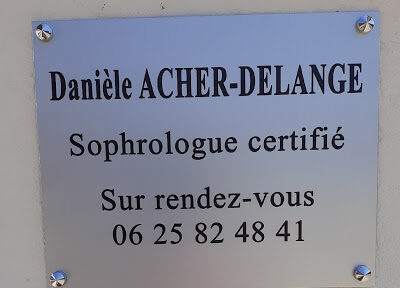 Danièle ACHER-DELANGE
Sophrologue certifié
Sur rendez-vous
06 25 82 48 41